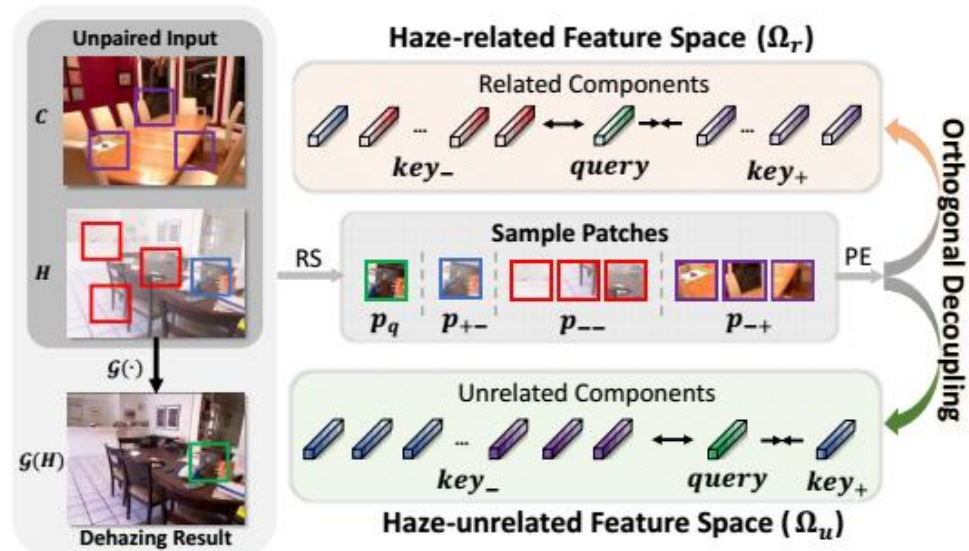 Unpaired Input
C
H
𝒢(·)
𝒢(H)
Dehazing Result
RS
Haze-related Feature Space (Ωr)
Related Components
...
...
key−
query
key+
Sample Patches
pq
p+−
p−−
p−+
PE
Unrelated Components
...
key−
query
key+
Haze-unrelated Feature Space (Ωu)
Orthogonal Decoupling